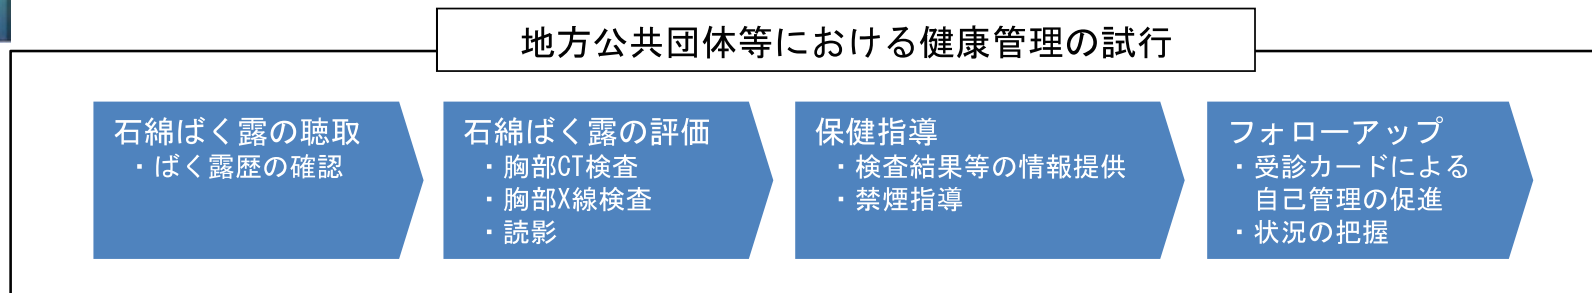 地方公共団体等における健康管理の試行
石綿ばく露の聴取
・ばく露歴の確認
石綿ばく露の評価
・胸部CT検査
・胸部X線検査
・読影
保健指導
・検査結果等の情報提供
・禁煙指導
フォローアップ
・受診カードによる
自己管理の促進
・状況の把握